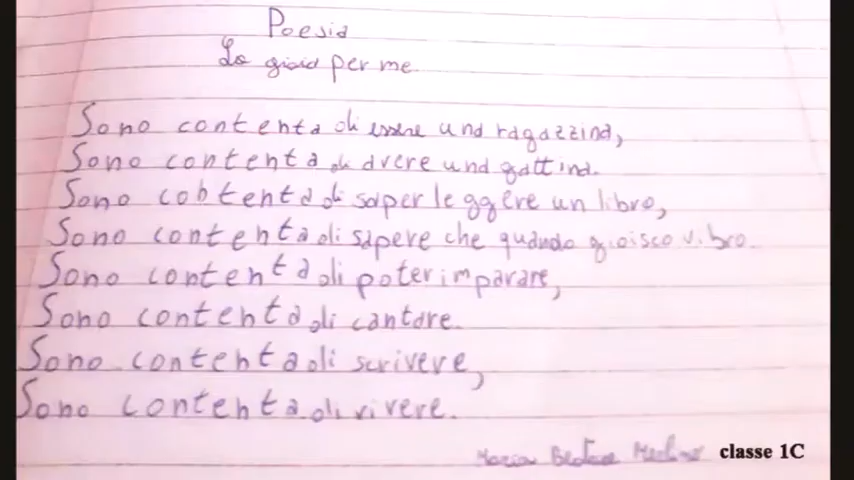 Poesia
La gioia per me
Sono contenta di essere una ragazzina,
Sono contenta di avere una gattina.
Sono contenta di saper leggere un libro,
Sono contenta di sapere che quando gioisco vibro.
Sono contenta di poter imparare,
Sono contenta di cantare.
Sono contenta di scrivere,
Sono contenta di vivere.
Maria classe 1C